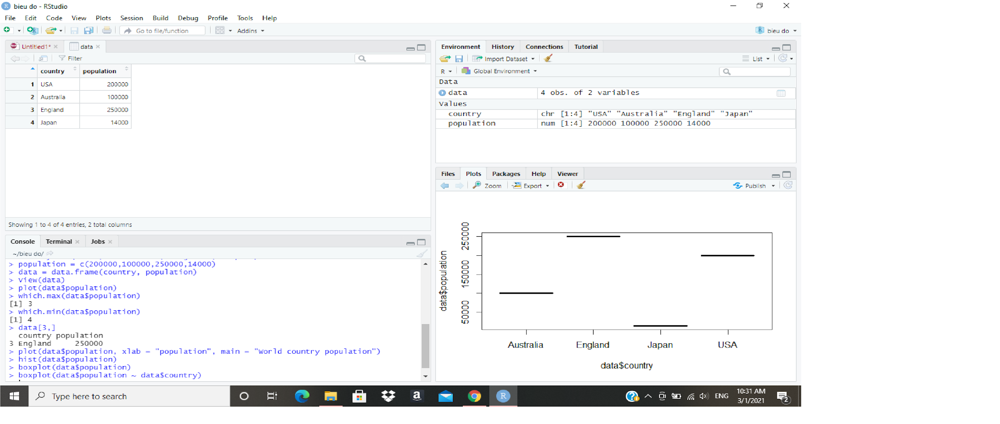 bieu do - RStudio
File Edit Code View Plots Session Build Debug Profile Tools Help
Go to file/function Addins bieu do
Untitled1* data
Filter
country population
1 USA 200000
2 Australia 100000
3 England 250000
4 Japan 14000
Showing 1 to 4 of 4 entries, 2 total columns
Console Terminal Jobs
~/bieu do/
> population = c(200000,100000,250000,14000)
> data = data.frame(country, population)
> View(data)
> plot(data$population)
> which.max(data$population)
[1] 3
> which.min(data$population)
[1] 4
> data[3,]
country population
3 England 250000
> plot(data$population, xlab = "population", main = "World country population")
> hist(data$population)
> boxplot(data$population)
> boxplot(data$population ~ data$country)
Environment History Connections Tutorial
Import Dataset List
R Global Environment
Data
data 4 obs. of 2 variables
Values
country chr [1:4] "USA" "Australia" "England" "Japan"
population num [1:4] 200000 100000 250000 14000
Files Plots Packages Help Viewer
Zoom Export Publish
data$population
250000
150000
50000
Australia England Japan USA
data$country
Type here to search
ENG
10:31 AM
3/1/2021
2